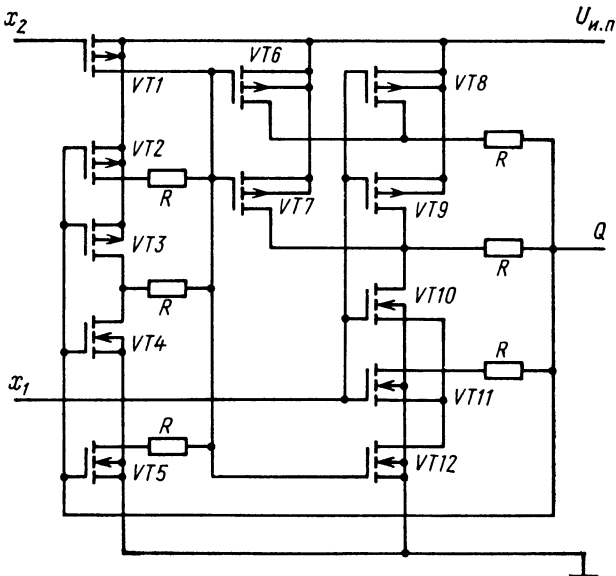 x₂
Uи.п
VT6
VT1
VT8
VT2
R
R
VT7
VT9
Q
VT3
R
R
VT10
VT4
R
x₁
VT11
R
VT5
VT12